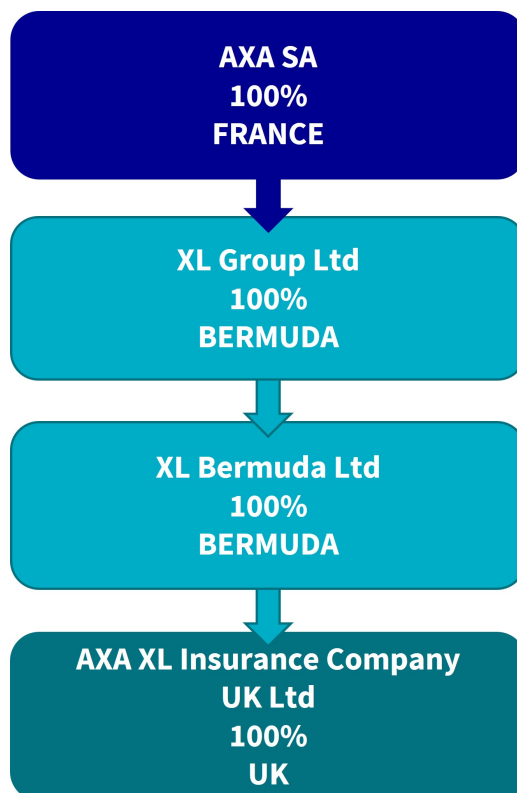 AXA SA
100%
FRANCE
XL Group Ltd
100%
BERMUDA
XL Bermuda Ltd
100%
BERMUDA
AXA XL Insurance Company
UK Ltd
100%
UK